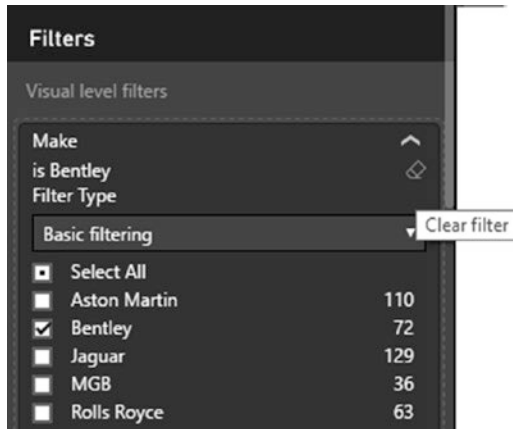 Filters
Visual level filters
Make
is Bentley
Filter Type
Basic filtering
Clear filter
Select All
Aston Martin 110
Bentley 72
Jaguar 129
MGB 36
Rolls Royce 63